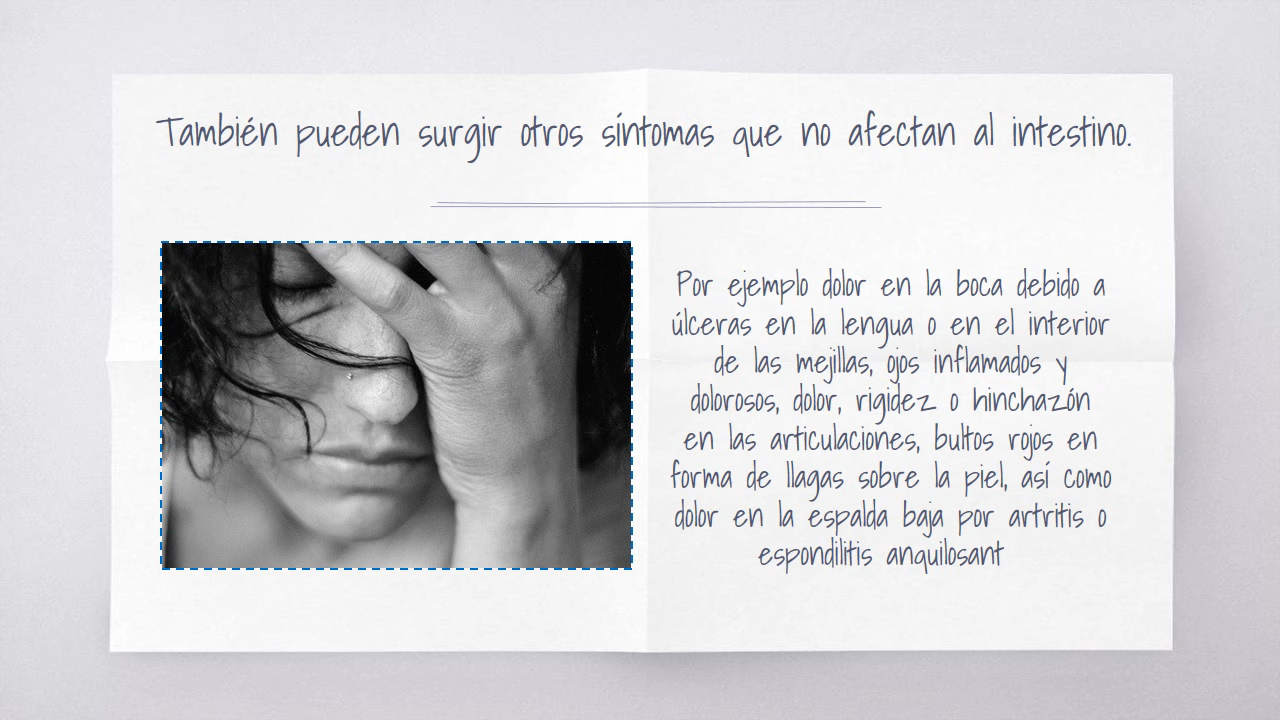 También pueden surgir otros síntomas que no afectan al intestino.
Por ejemplo dolor en la boca debido a
úlceras en la lengua o en el interior
de las mejillas, ojos inflamados y
dolorosos, dolor, rigidez o hinchazón
en las articulaciones, bultos rojos en
forma de llagas sobre la piel, así como
dolor en la espalda baja por artritis o
espondilitis anquilosant